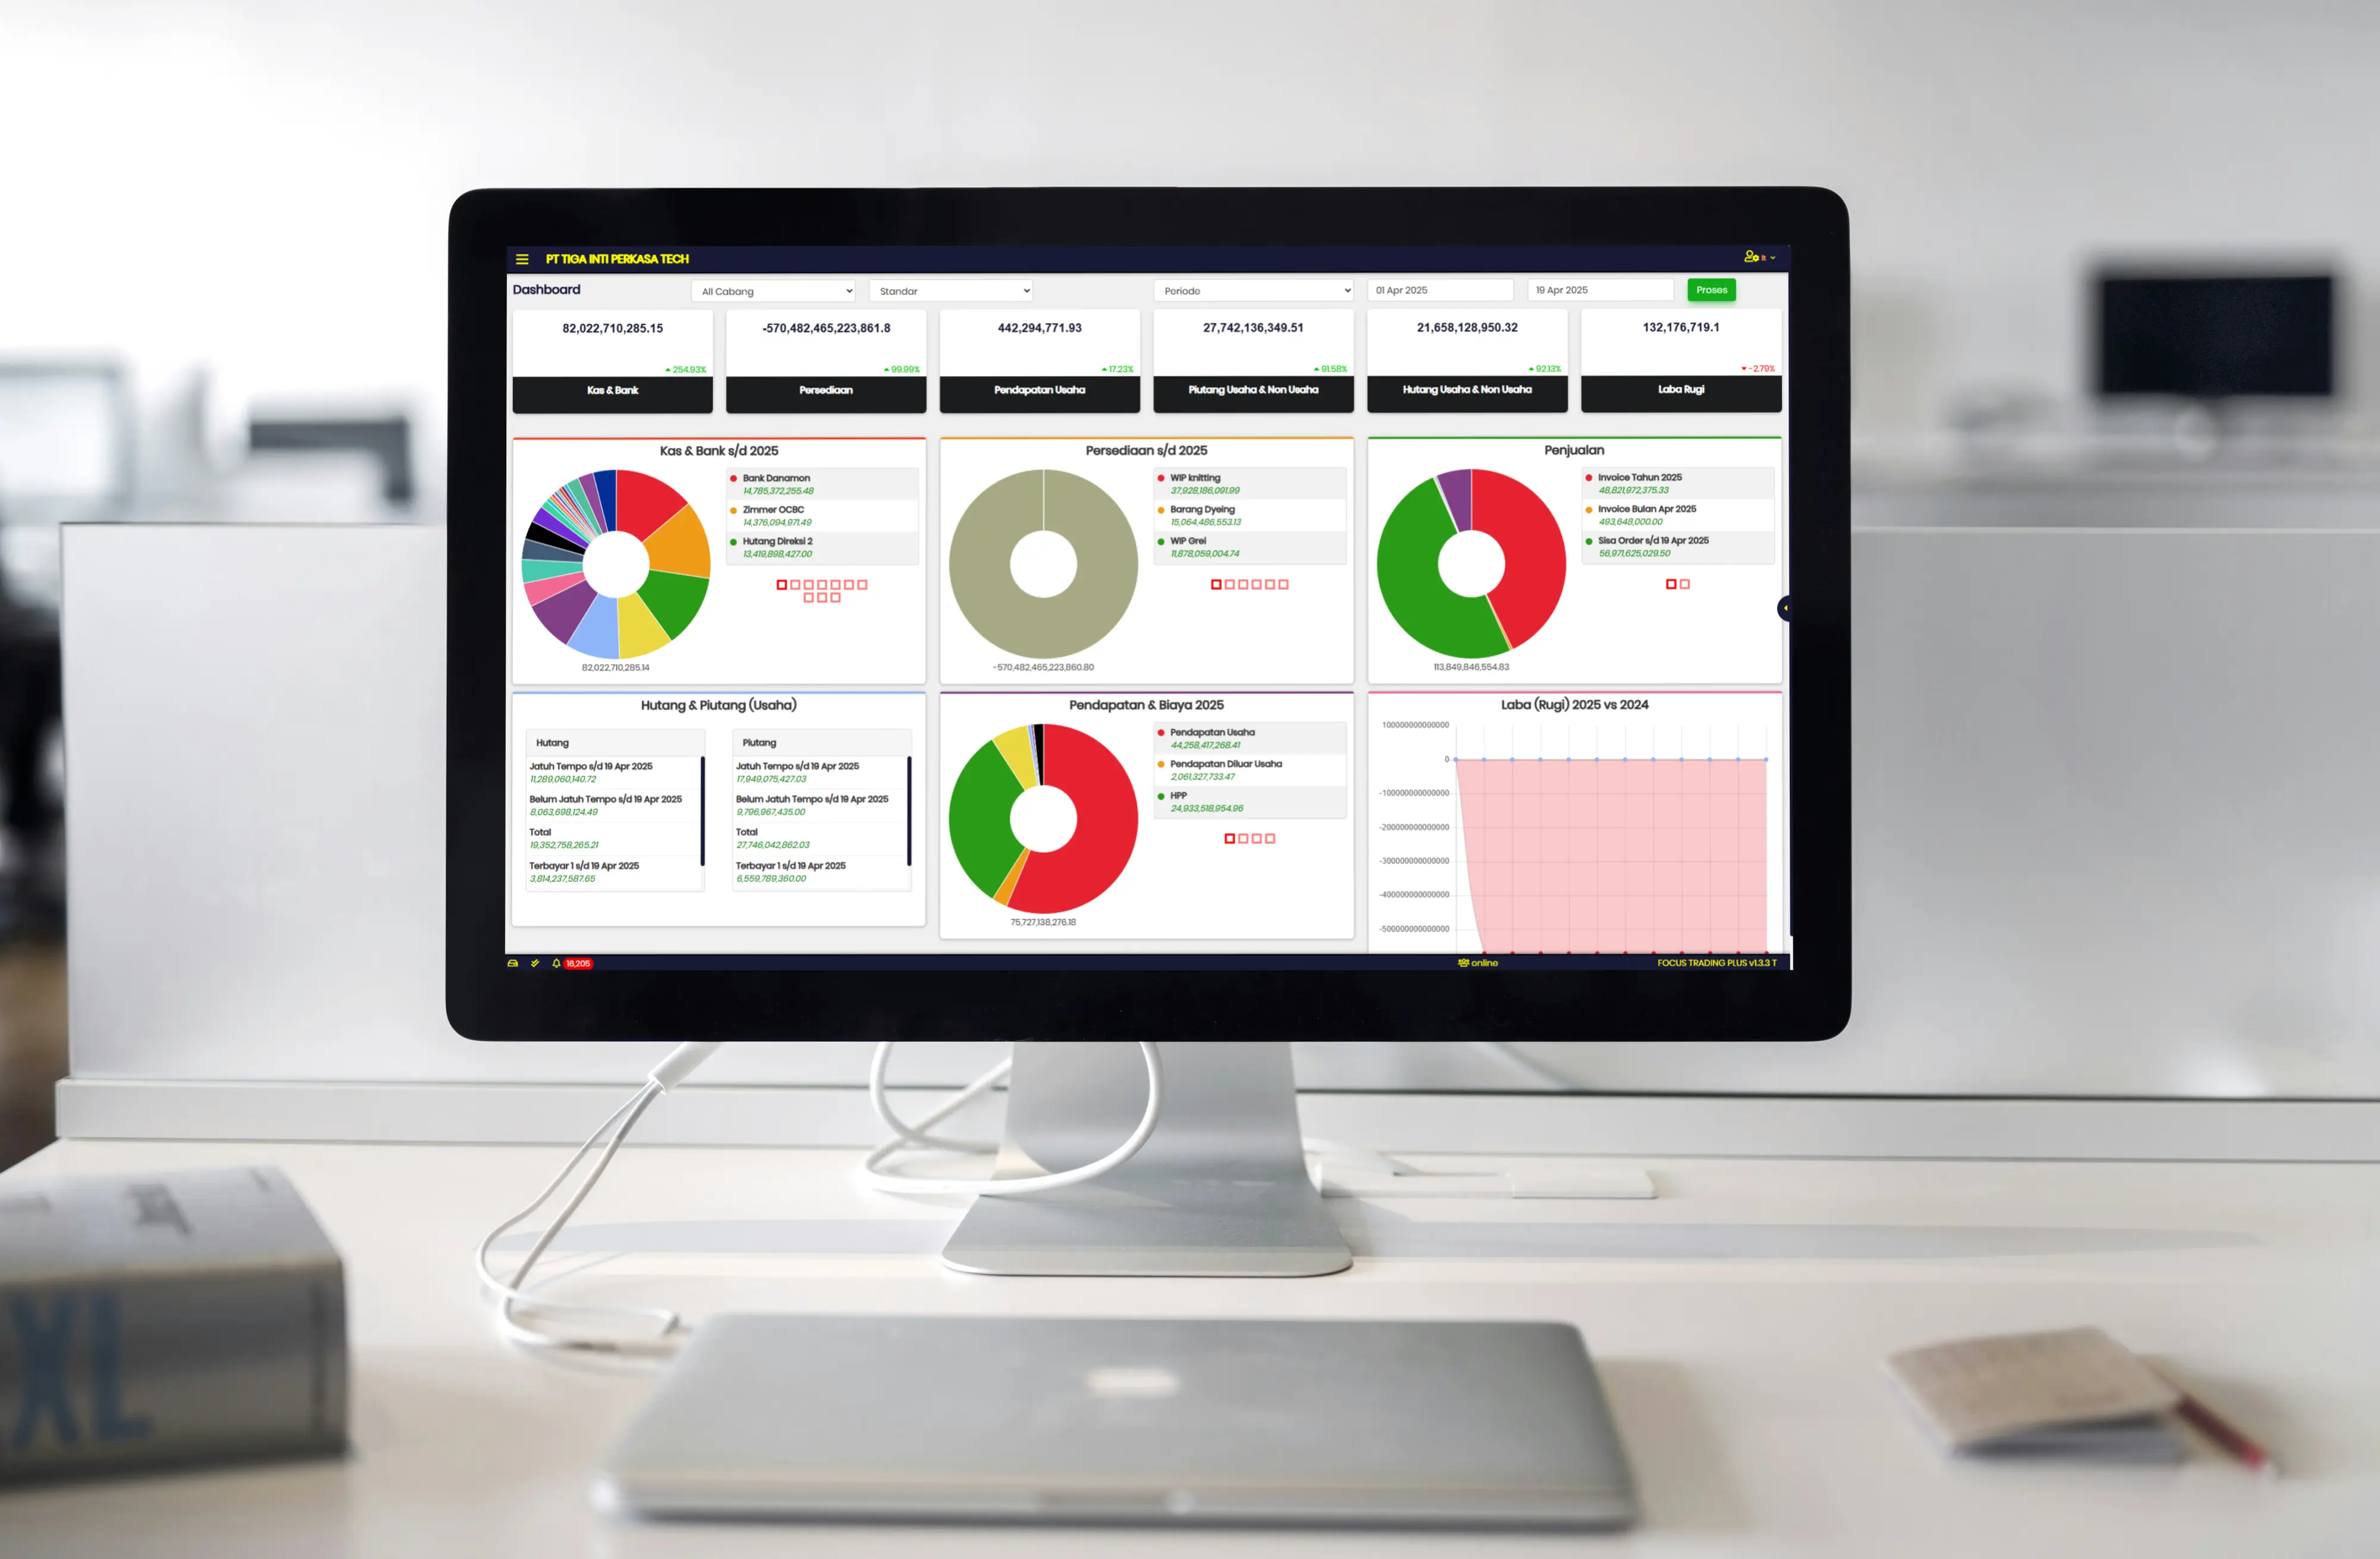 PT TIGA INTI PERKASA TECH
it
Dashboard
All Cabang
Standar
Periode
01 Apr 2025
19 Apr 2025
Proses
82,022,710,285.15
254.93%
Kas & Bank
-570,482,465,223,861.8
99.99%
Persediaan
442,294,771.93
17.23%
Pendapatan Usaha
27,742,136,349.51
91.58%
Piutang Usaha & Non Usaha
21,658,128,950.32
92.13%
Hutang Usaha & Non Usaha
132,176,719.1
-2.79%
Laba Rugi
Kas & Bank s/d 2025
Bank Danamon
14,785,372,255.48
Zimmer OCBC
14,376,094,971.49
Hutang Direksi 2
13,419,898,427.00
82,022,710,285.14
Persediaan s/d 2025
WIP knitting
37,928,186,091.99
Barang Dyeing
15,064,486,553.13
WIP Grei
11,878,059,004.74
-570,482,465,223,860.80
Penjualan
Invoice Tahun 2025
48,821,972,375.33
Invoice Bulan Apr 2025
493,648,000.00
Sisa Order s/d 19 Apr 2025
56,971,625,029.50
113,849,846,554.83
Hutang & Piutang (Usaha)
Hutang
Jatuh Tempo s/d 19 Apr 2025
11,289,060,140.72
Belum Jatuh Tempo s/d 19 Apr 2025
8,063,698,124.49
Total
19,352,758,265.21
Terbayar 1 s/d 19 Apr 2025
3,814,237,587.65
Piutang
Jatuh Tempo s/d 19 Apr 2025
17,949,075,427.03
Belum Jatuh Tempo s/d 19 Apr 2025
9,796,967,435.00
Total
27,746,042,862.03
Terbayar 1 s/d 19 Apr 2025
6,559,789,360.00
Pendapatan & Biaya 2025
Pendapatan Usaha
44,258,417,268.41
Pendapatan Diluar Usaha
2,061,327,733.47
HPP
24,933,518,954.96
75,727,138,276.18
Laba (Rugi) 2025 vs 2024
100000000000000
0
-100000000000000
-200000000000000
-300000000000000
-400000000000000
-500000000000000
16,205
online
FOCUS TRADING PLUS v1.3.3 T
XL